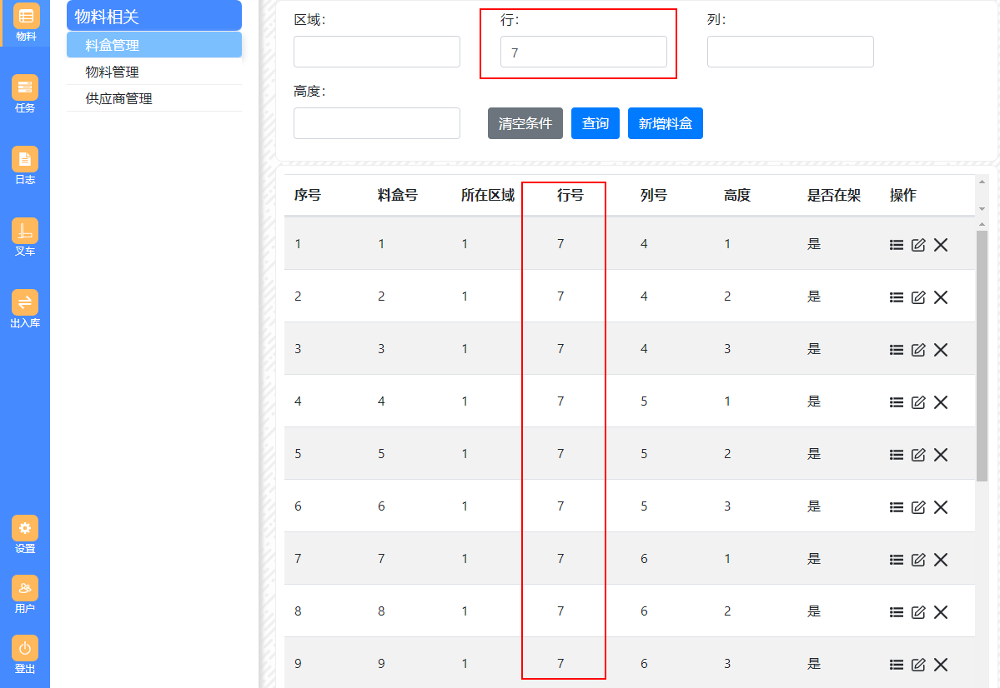 物料
任务
日志
叉车
出入库
设置
用户
登出
物料相关
料盒管理
物料管理
供应商管理
区域：
行：
列：
7
高度：
清空条件 查询 新增料盒
序号 料盒号 所在区域 行号 列号 高度 是否在架 操作
1 1 1 7 4 1 是
2 2 1 7 4 2 是
3 3 1 7 4 3 是
4 4 1 7 5 1 是
5 5 1 7 5 2 是
6 6 1 7 5 3 是
7 7 1 7 6 1 是
8 8 1 7 6 2 是
9 9 1 7 6 3 是